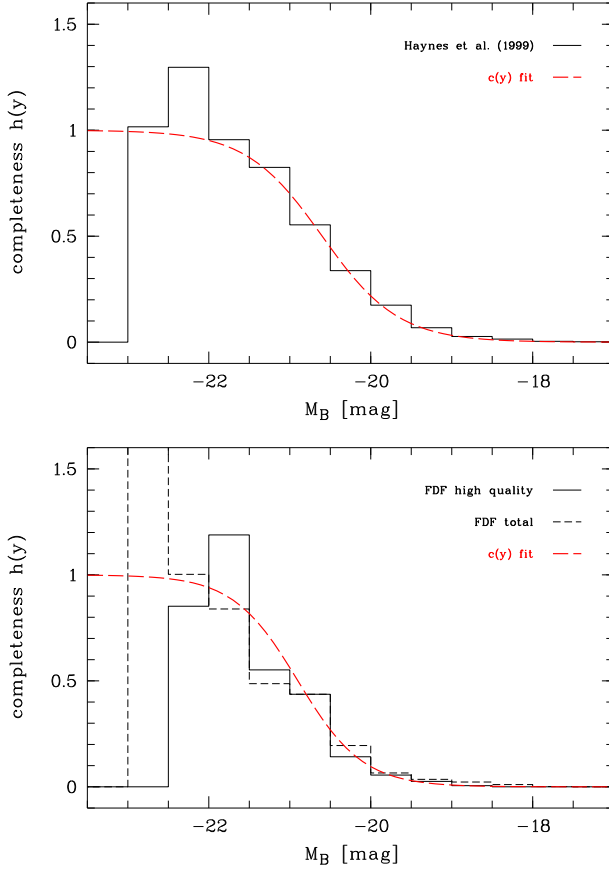 1.5
Haynes et al. (1999)
c(y) fit
1
completeness h(y)
0.5
0
−22
−20
−18
M_B [mag]
1.5
FDF high quality
FDF total
c(y) fit
1
completeness h(y)
0.5
0
−22
−20
−18
M_B [mag]